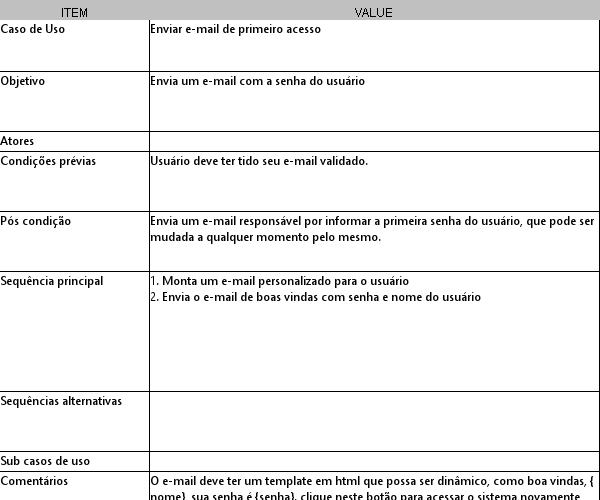 ITEM VALUE
Caso de Uso Enviar e-mail de primeiro acesso
Objetivo Envia um e-mail com a senha do usuário
Atores
Condições prévias Usuário deve ter tido seu e-mail validado.
Pós condição Envia um e-mail responsável por informar a primeira senha do usuário, que pode ser
mudada a qualquer momento pelo mesmo.
Sequência principal 1. Monta um e-mail personalizado para o usuário
2. Envia o e-mail de boas vindas com senha e nome do usuário
Sequências alternativas
Sub casos de uso
Comentários O e-mail deve ter um template em html que possa ser dinâmico, como boa vindas, {
nome}, sua senha é {senha}, clique neste botão para acessar o sistema novamente